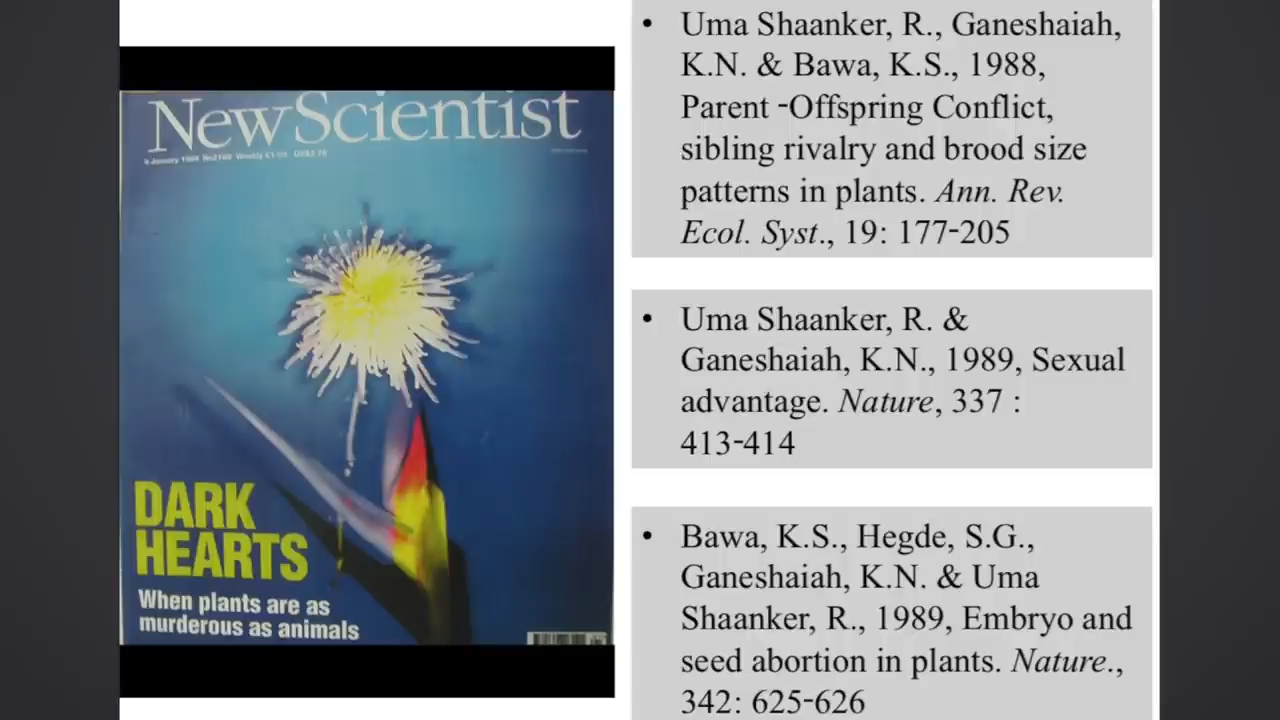 New Scientist
DARK
HEARTS
When plants are as
murderous as animals
• Uma Shaanker, R., Ganeshaiah,
K.N. & Bawa, K.S., 1988,
Parent -Offspring Conflict,
sibling rivalry and brood size
patterns in plants. Ann. Rev.
Ecol. Syst., 19: 177-205
• Uma Shaanker, R. &
Ganeshaiah, K.N., 1989, Sexual
advantage. Nature, 337 :
413-414
• Bawa, K.S., Hegde, S.G.,
Ganeshaiah, K.N. & Uma
Shaanker, R., 1989, Embryo and
seed abortion in plants. Nature.,
342: 625-626